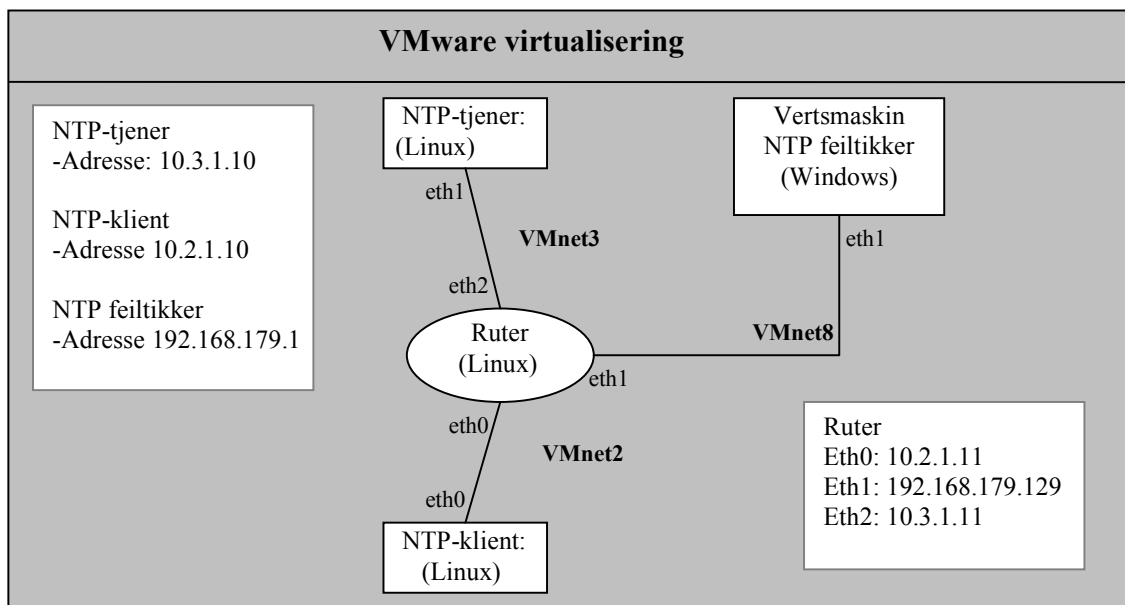 VMware virtualisering
NTP-tjener
-Adresse: 10.3.1.10
NTP-klient
-Adresse 10.2.1.10
NTP feiltikker
-Adresse 192.168.179.1
NTP-tjener:
(Linux)
Vertsmaskin
NTP feiltikker
(Windows)
eth1
eth1
VMnet3
eth2
Ruter
(Linux)
VMnet8
eth1
eth0
VMnet2
eth0
NTP-klient:
(Linux)
Ruter
Eth0: 10.2.1.11
Eth1: 192.168.179.129
Eth2: 10.3.1.11